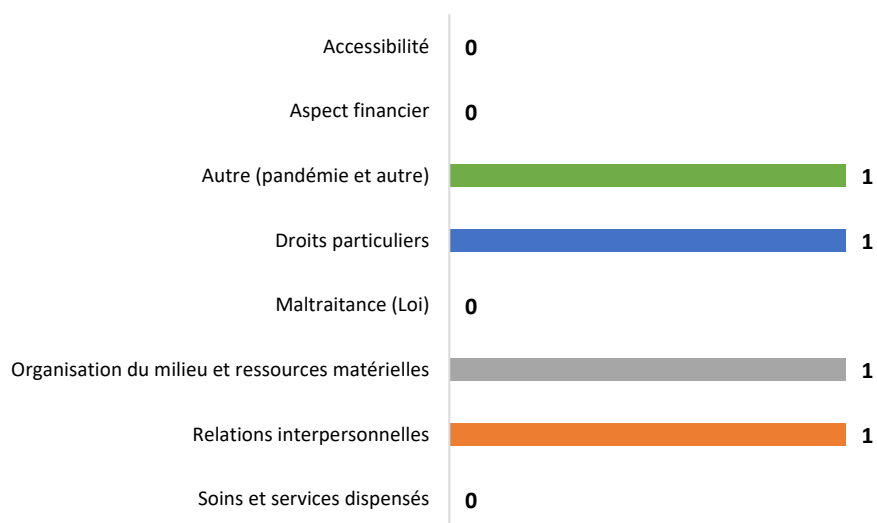 Accessibilité 0
Aspect financier 0
Autre (pandémie et autre) 1
Droits particuliers 1
Maltraitance (Loi) 0
Organisation du milieu et ressources matérielles 1
Relations interpersonnelles 1
Soins et services dispensés 0